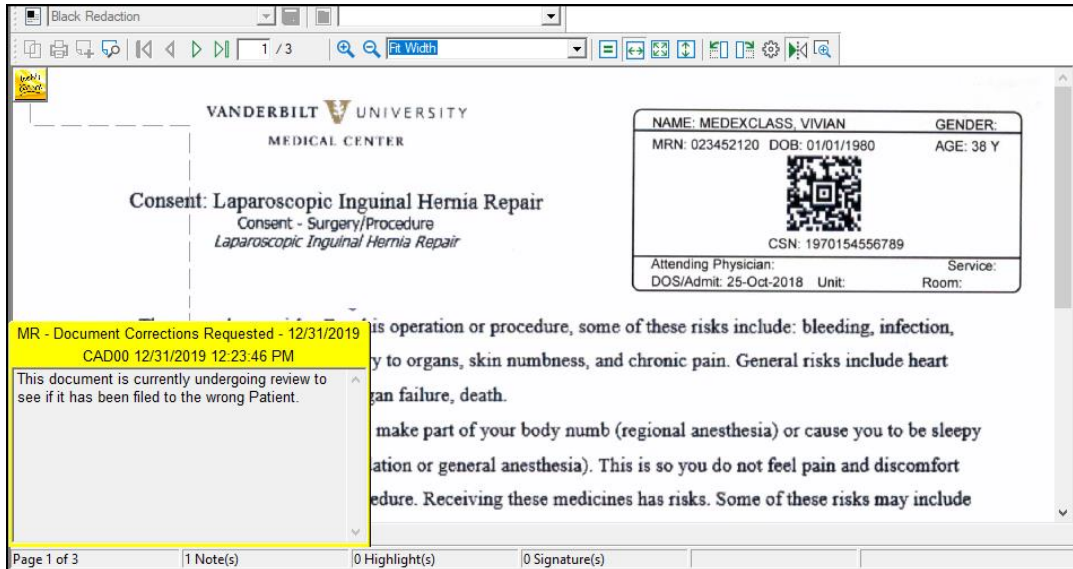 Black Redaction
1 / 3
Fit Width
VANDERBILT UNIVERSITY
MEDICAL CENTER
NAME: MEDEXCLASS, VIVIAN GENDER:
MRN: 023452120 DOB: 01/01/1980 AGE: 38 Y
CSN: 1970154556789
Attending Physician: Service:
DOS/Admit: 25-Oct-2018 Unit: Room:
Consent: Laparoscopic Inguinal Hernia Repair
Consent - Surgery/Procedure
Laparoscopic Inguinal Hernia Repair
MR - Document Corrections Requested - 12/31/2019
CAD00 12/31/2019 12:23:46 PM
This document is currently undergoing review to
see if it has been filed to the wrong Patient.
operation or procedure, some of these risks include: bleeding, infection,
to organs, skin numbness, and chronic pain. General risks include heart
failure, death.
make part of your body numb (regional anesthesia) or cause you to be sleepy
or general anesthesia). This is so you do not feel pain and discomfort
Receiving these medicines has risks. Some of these risks may include
Page 1 of 3 1 Note(s) 0 Highlight(s) 0 Signature(s)